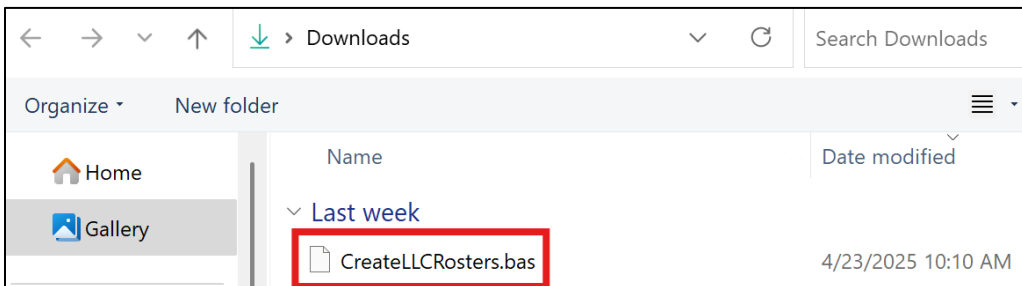 Downloads
Search Downloads
Organize
New folder
Name
Date modified
Home
Gallery
Last week
CreateLLCRosters.bas
4/23/2025 10:10 AM